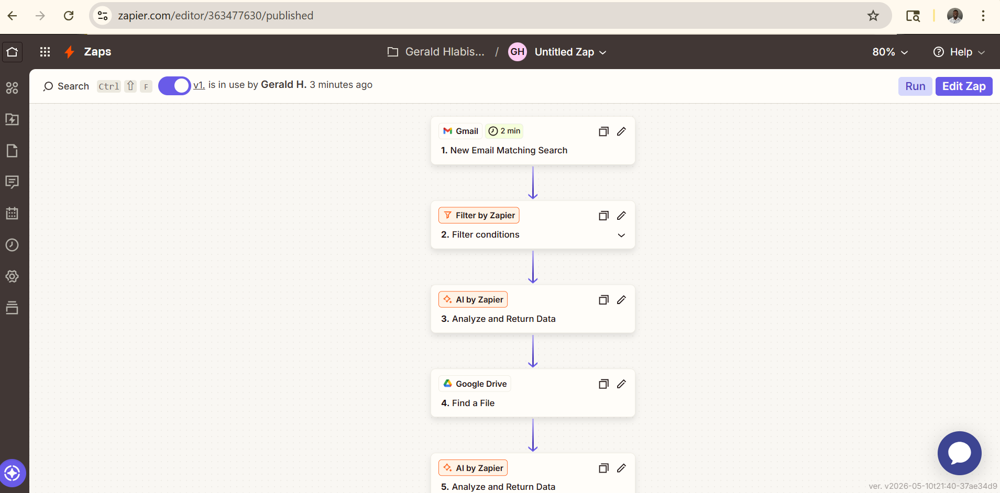 zapier.com/editor/363477630/published
Zaps
Gerald Hlabis... / GH Untitled Zap
80%
Help
Search Ctrl ⇧ F
v1. is in use by Gerald H. 3 minutes ago
Run
Edit Zap
Gmail 2 min
1. New Email Matching Search
Filter by Zapier
2. Filter conditions
AI by Zapier
3. Analyze and Return Data
Google Drive
4. Find a File
AI by Zapier
5. Analyze and Return Data
ver. v2026-05-10t21:40-37ae34d9